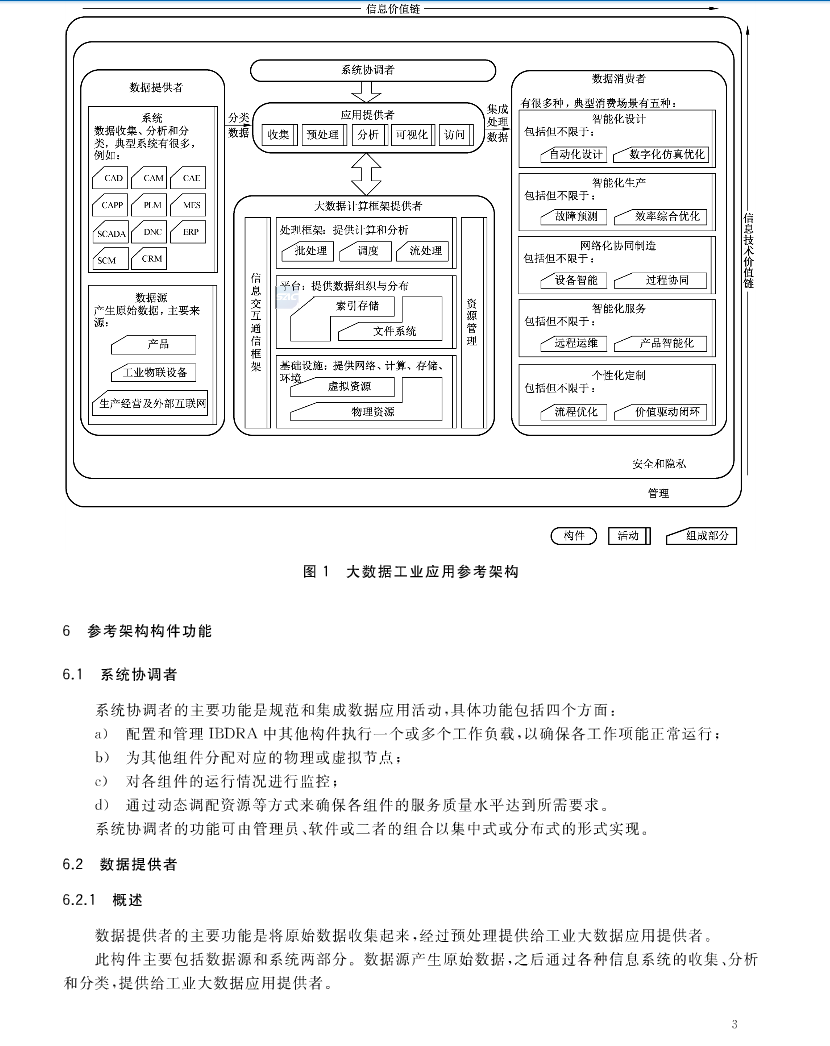 信息价值链
数据提供者
系统
数据收集、分析和分
类，典型系统有很多，
例如：
CAD
CAM
CAE
CAPP
PLM
MES
SCADA
DNC
ERP
SCM
CRM
数据源
产生原始数据，主要来
源：
产品
工业物联设备
生产经营及外部互联网
分类
数据
系统协调者
应用提供者
收集
预处理
分析
可视化
访问
集成
处理
数据
大数据计算框架提供者
信息交互通信框架
处理框架：提供计算和分析
批处理
调度
流处理
平台：提供数据组织与分布
索引存储
文件系统
基础设施：提供网络、计算、存储、
环境
虚拟资源
物理资源
资源管理
数据消费者
有很多种，典型消费场景有五种：
智能化设计
包括但不限于：
自动化设计
数字化仿真优化
智能化生产
包括但不限于：
故障预测
效率综合优化
网络化协同制造
包括但不限于：
设备智能
过程协同
智能化服务
包括但不限于：
远程运维
产品智能化
个性化定制
包括但不限于：
流程优化
价值驱动闭环
信息技术价值链
安全和隐私
管理
构件
活动
组成部分
图 1 大数据工业应用参考架构
6 参考架构构件功能
6.1 系统协调者
系统协调者的主要功能是规范和集成数据应用活动，具体功能包括四个方面：
a） 配置和管理 IBDRA 中其他构件执行一个或多个工作负载，以确保各工作项能正常运行；
b） 为其他组件分配对应的物理或虚拟节点；
c） 对各组件的运行情况进行监控；
d） 通过动态调配资源等方式来确保各组件的服务质量水平达到所需要求。
系统协调者的功能可由管理员、软件或二者的组合以集中式或分布式的形式实现。
6.2 数据提供者
6.2.1 概述
数据提供者的主要功能是将原始数据收集起来，经过预处理提供给工业大数据应用提供者。
此构件主要包括数据源和系统两部分。数据源产生原始数据，之后通过各种信息系统的收集、分析
和分类，提供给工业大数据应用提供者。
3